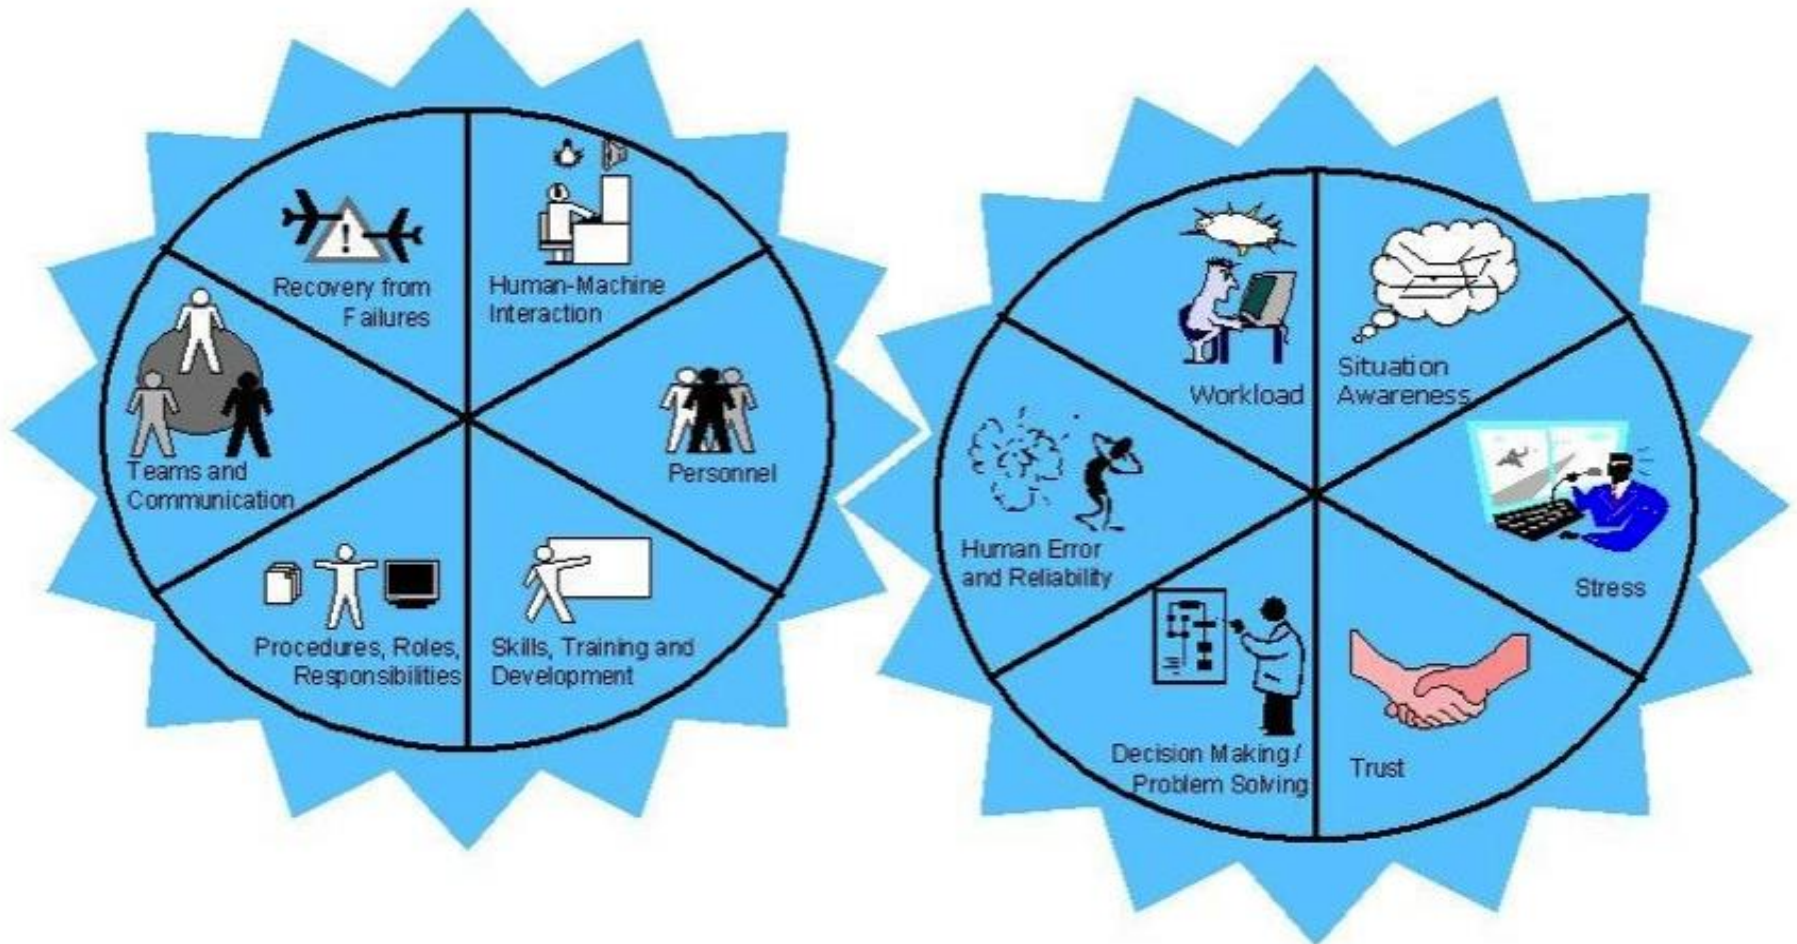 Recovery from
Failures
Human-Machine
Interaction
Teams and
Communication
Personnel
Procedures, Roles,
Responsibilities
Skills, Training and
Development
Workload
Situation
Awareness
Human Error
and Reliability
Stress
Decision Making /
Problem Solving
Trust